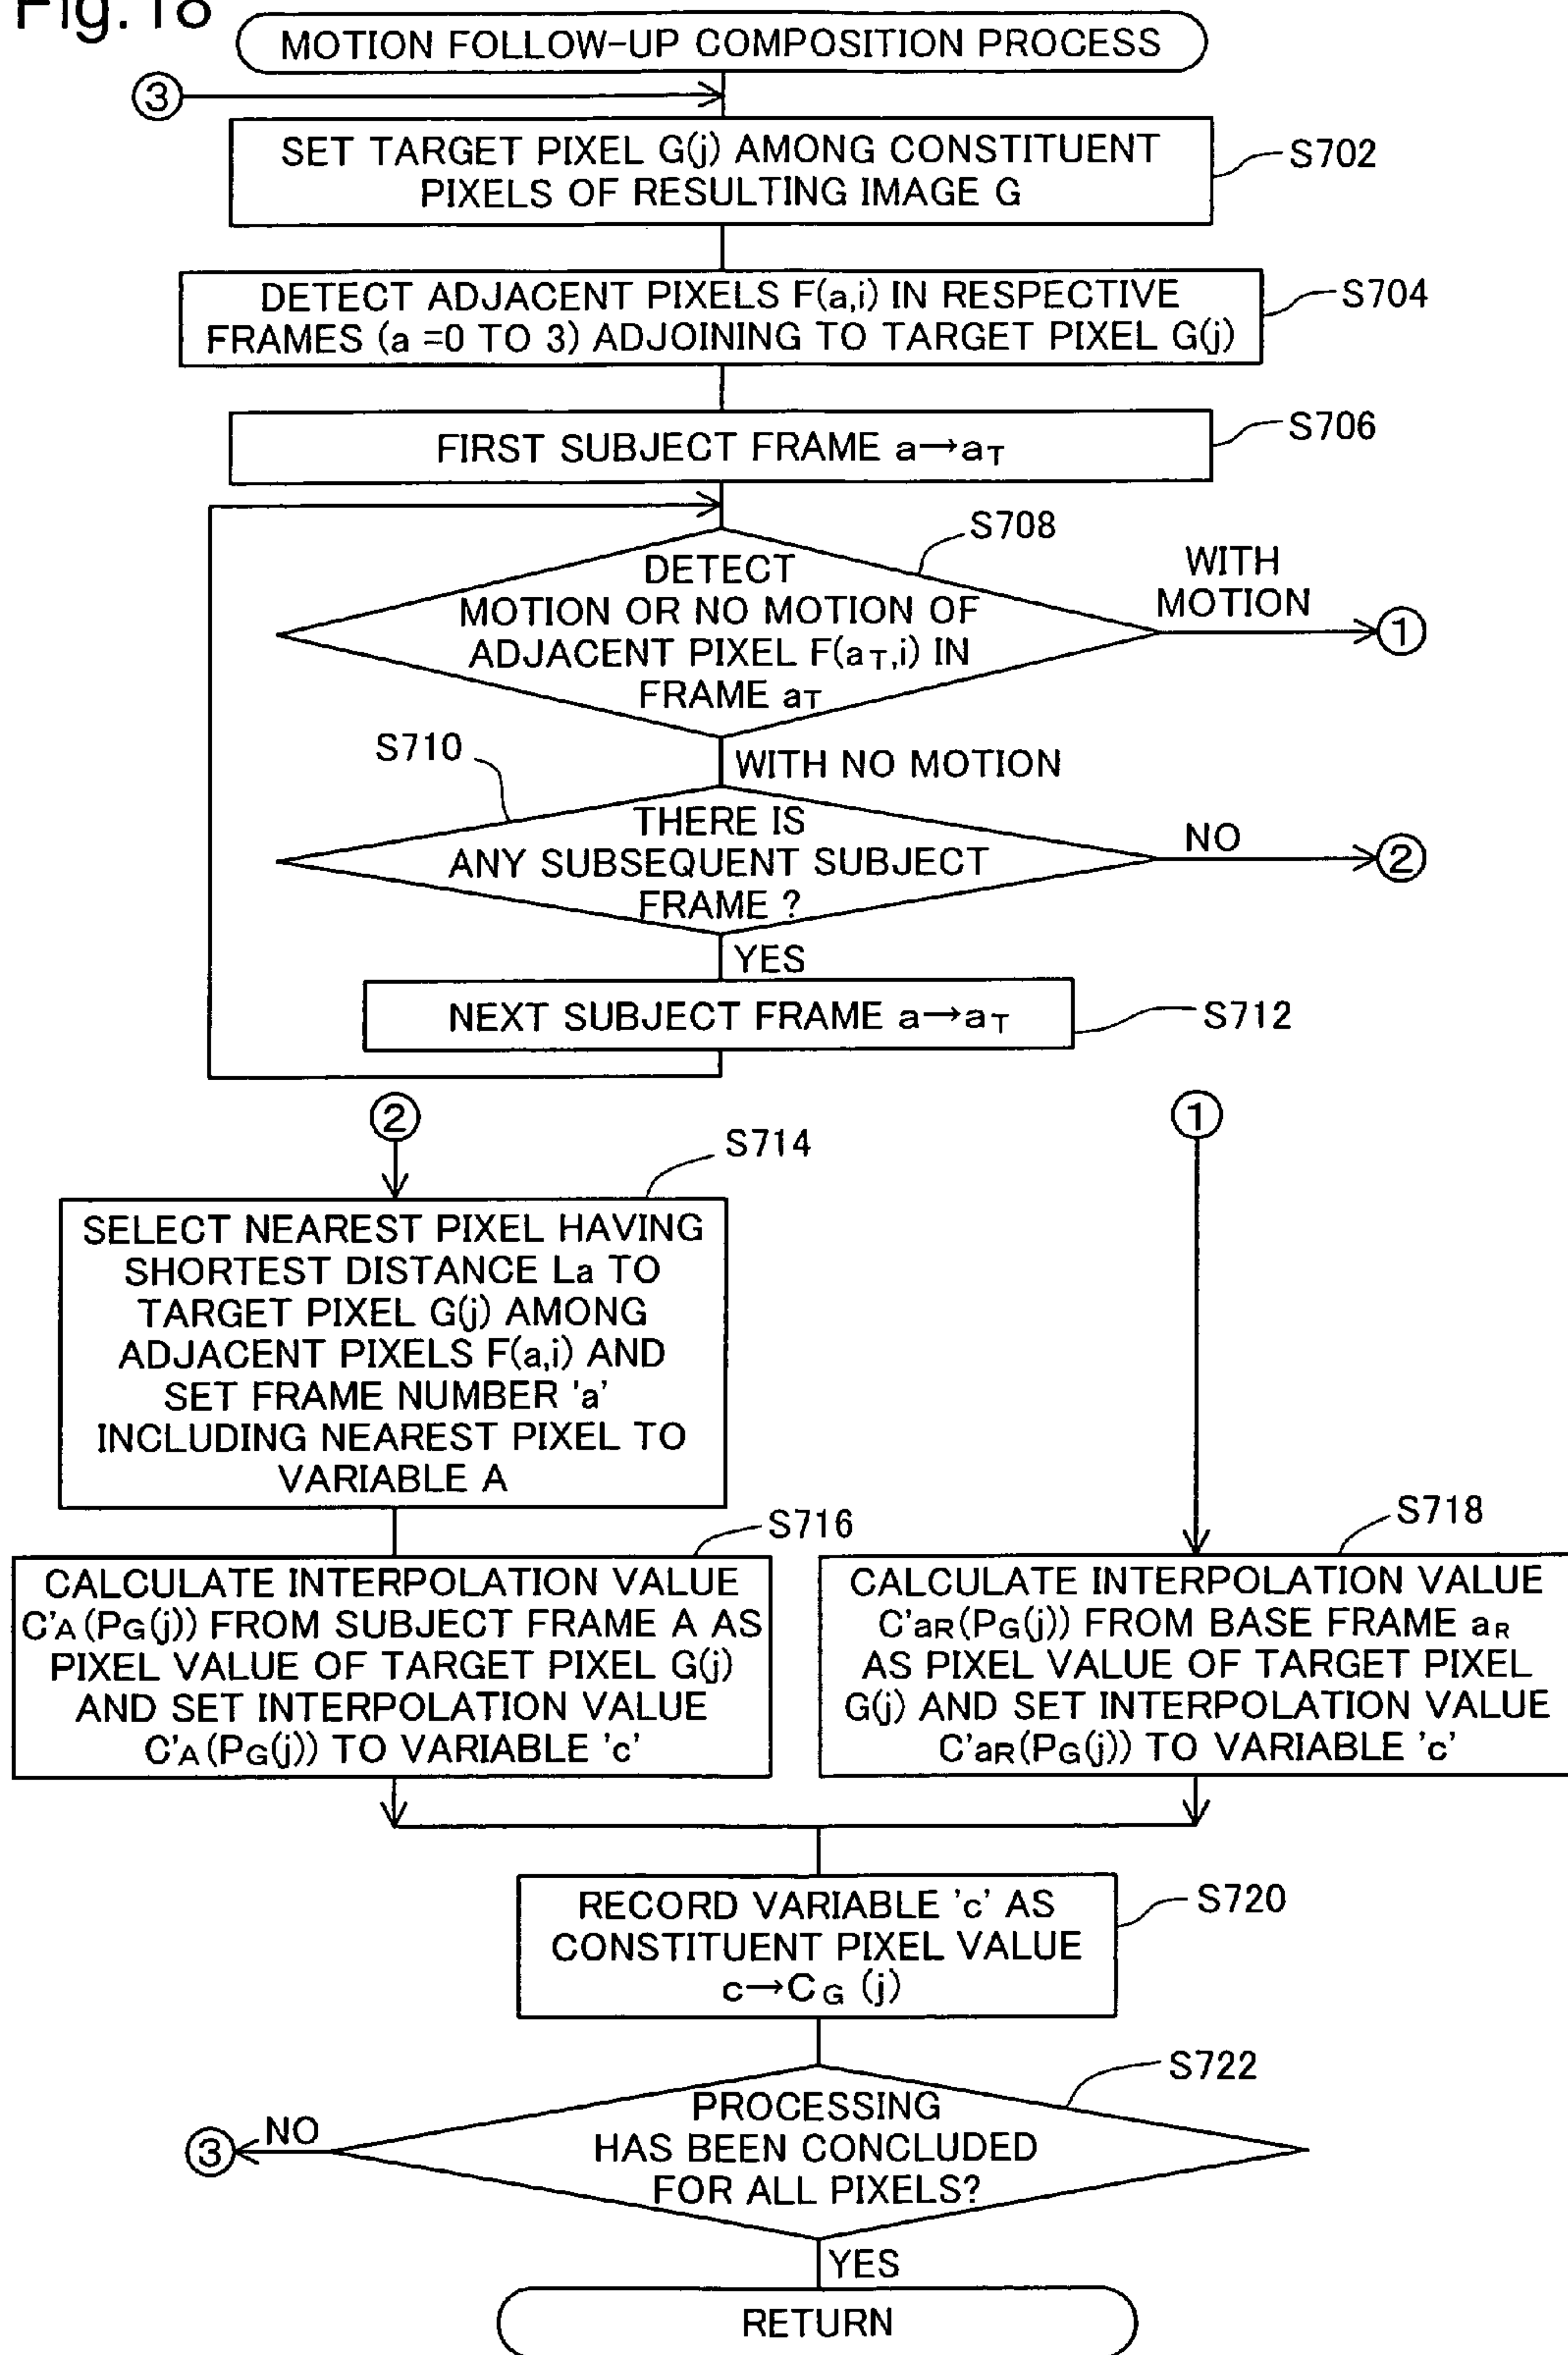 Fig.18
MOTION FOLLOW-UP COMPOSITION PROCESS
③
SET TARGET PIXEL G(j) AMONG CONSTITUENT
PIXELS OF RESULTING IMAGE G
S702
DETECT ADJACENT PIXELS F(a,i) IN RESPECTIVE
FRAMES (a =0 TO 3) ADJOINING TO TARGET PIXEL G(j)
S704
FIRST SUBJECT FRAME a→aT
S706
S708
DETECT
MOTION OR NO MOTION OF
ADJACENT PIXEL F(aT,i) IN
FRAME aT
WITH
MOTION
①
WITH NO MOTION
S710
THERE IS
ANY SUBSEQUENT SUBJECT
FRAME ?
NO
②
YES
NEXT SUBJECT FRAME a→aT
S712
②
S714
SELECT NEAREST PIXEL HAVING
SHORTEST DISTANCE La TO
TARGET PIXEL G(j) AMONG
ADJACENT PIXELS F(a,i) AND
SET FRAME NUMBER 'a'
INCLUDING NEAREST PIXEL TO
VARIABLE A
S716
CALCULATE INTERPOLATION VALUE
C'A(PG(j)) FROM SUBJECT FRAME A AS
PIXEL VALUE OF TARGET PIXEL G(j)
AND SET INTERPOLATION VALUE
C'A(PG(j)) TO VARIABLE 'c'
①
S718
CALCULATE INTERPOLATION VALUE
C'aR(PG(j)) FROM BASE FRAME aR
AS PIXEL VALUE OF TARGET PIXEL
G(j) AND SET INTERPOLATION VALUE
C'aR(PG(j)) TO VARIABLE 'c'
RECORD VARIABLE 'c' AS
CONSTITUENT PIXEL VALUE
c→CG (j)
S720
S722
PROCESSING
HAS BEEN CONCLUDED
FOR ALL PIXELS?
NO
③
YES
RETURN